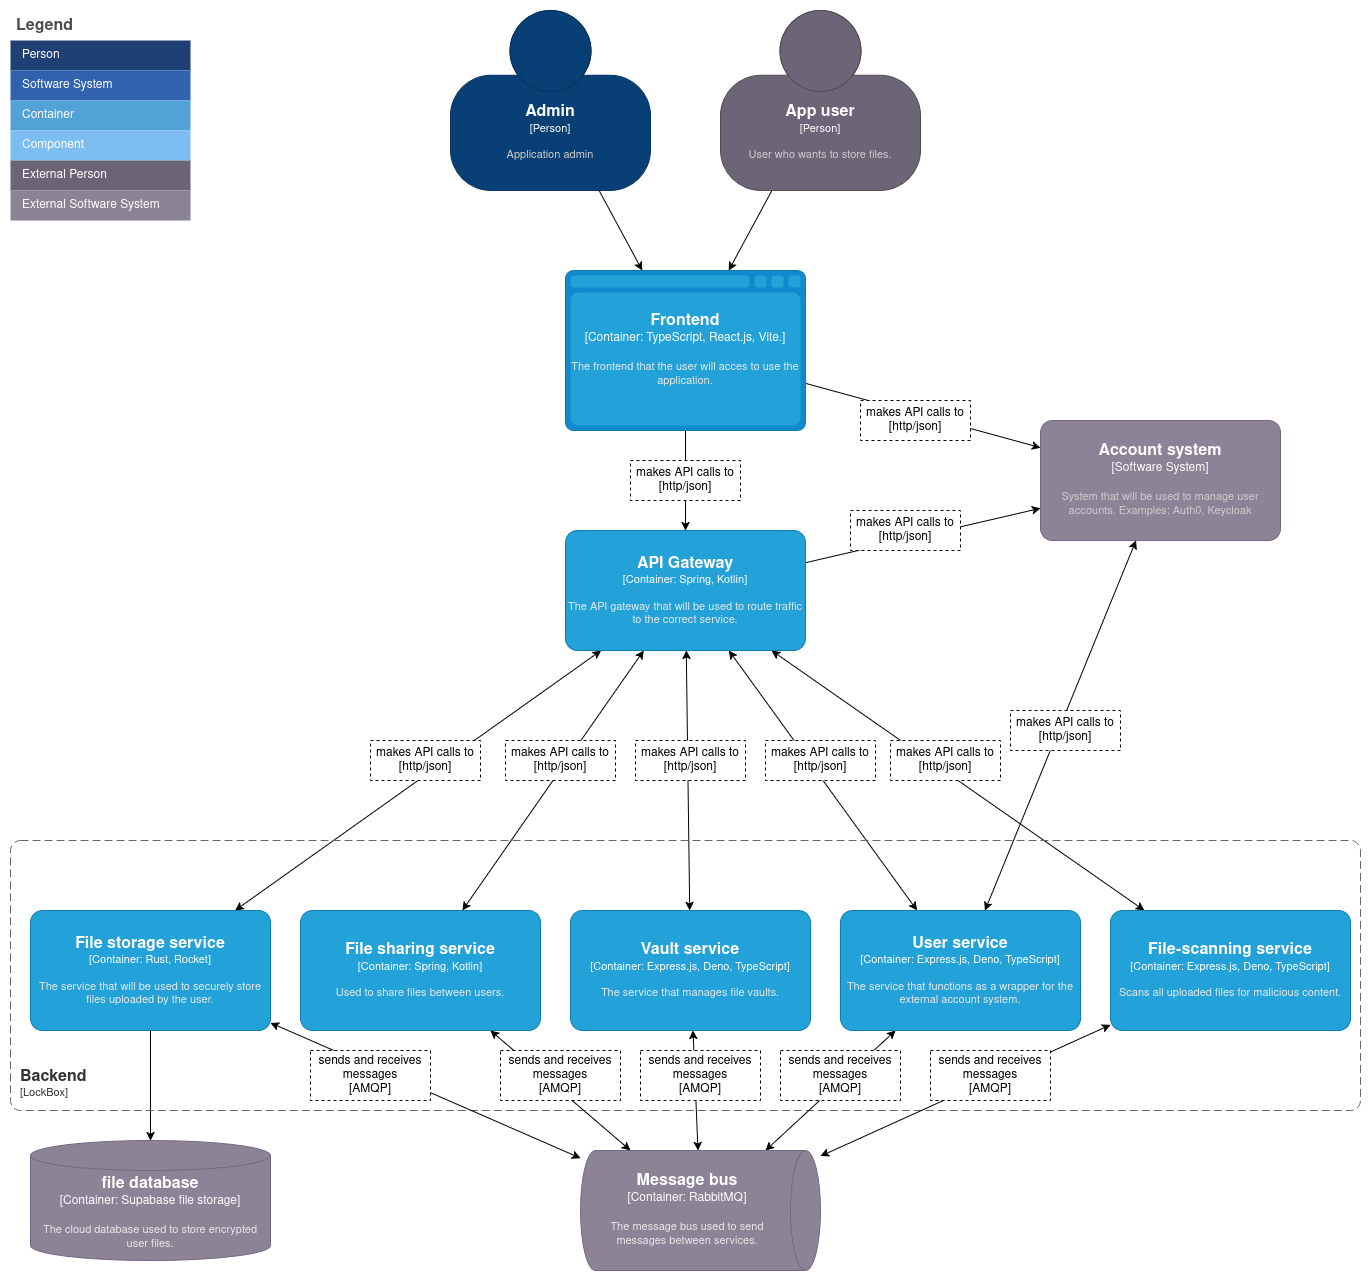 Legend
Person
Software System
Container
Component
External Person
External Software System
Admin
[Person]
Application admin
App user
[Person]
User who wants to store files.
Frontend
[Container: TypeScript, React.js, Vite.]
The frontend that the user will acces to use the
application.
makes API calls to
[http/json]
makes API calls to
[http/json]
Account system
[Software System]
System that will be used to manage user
accounts. Examples: Auth0, Keycloak
makes API calls to
[http/json]
API Gateway
[Container: Spring, Kotlin]
The API gateway that will be used to route traffic
to the correct service.
makes API calls to
[http/json]
makes API calls to
[http/json]
makes API calls to
[http/json]
makes API calls to
[http/json]
makes API calls to
[http/json]
makes API calls to
[http/json]
File storage service
[Container: Rust, Rocket]
The service that will be used to securely store
files uploaded by the user.
File sharing service
[Container: Spring, Kotlin]
Used to share files between users.
Vault service
[Container: Express.js, Deno, TypeScript]
The service that manages file vaults.
User service
[Container: Express.js, Deno, TypeScript]
The service that functions as a wrapper for the
external account system.
File-scanning service
[Container: Express.js, Deno, TypeScript]
Scans all uploaded files for malicious content.
sends and receives
messages
[AMQP]
sends and receives
messages
[AMQP]
sends and receives
messages
[AMQP]
sends and receives
messages
[AMQP]
sends and receives
messages
[AMQP]
Backend
[LockBox]
file database
[Container: Supabase file storage]
The cloud database used to store encrypted
user files.
Message bus
[Container: RabbitMQ]
The message bus used to send
messages between services.